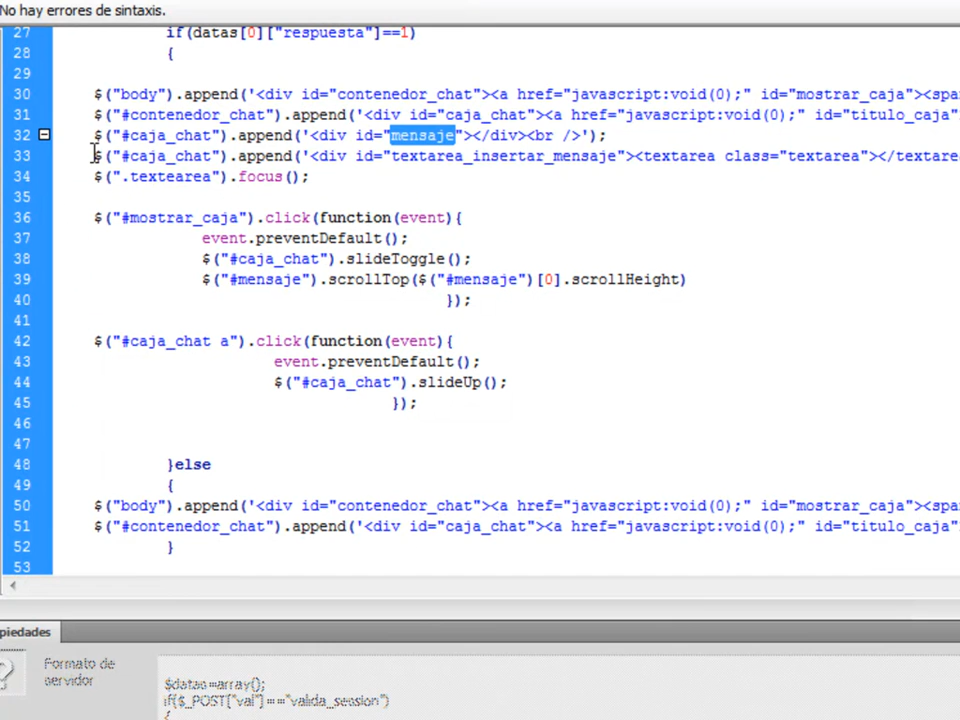 No hay errores de sintaxis.
27 if(datas[0]["respuesta"]==1)
28 {
29
30 $("body").append('<div id="contenedor_chat"><a href="javascript:void(0);" id="mostrar_caja"><spa
31 $("#contenedor_chat").append('<div id="caja_chat"><a href="javascript:void(0);" id="titulo_caja"
32 $("#caja_chat").append('<div id="mensaje"></div><br />');
33 $("#caja_chat").append('<div id="textarea_insertar_mensaje"><textarea class="textarea"></textare
34 $(".textearea").focus();
35
36 $("#mostrar_caja").click(function(event){
37 event.preventDefault();
38 $("#caja_chat").slideToggle();
39 $("#mensaje").scrollTop($("#mensaje")[0].scrollHeight)
40 });
41
42 $("#caja_chat a").click(function(event){
43 event.preventDefault();
44 $("#caja_chat").slideUp();
45 });
46
47
48 }else
49 {
50 $("body").append('<div id="contenedor_chat"><a href="javascript:void(0);" id="mostrar_caja"><spa
51 $("#contenedor_chat").append('<div id="caja_chat"><a href="javascript:void(0);" id="titulo_caja"
52 }
53
piedades
Formato de
servidor
$datao=array();
if($_POST["val"]=="valida_session")
{